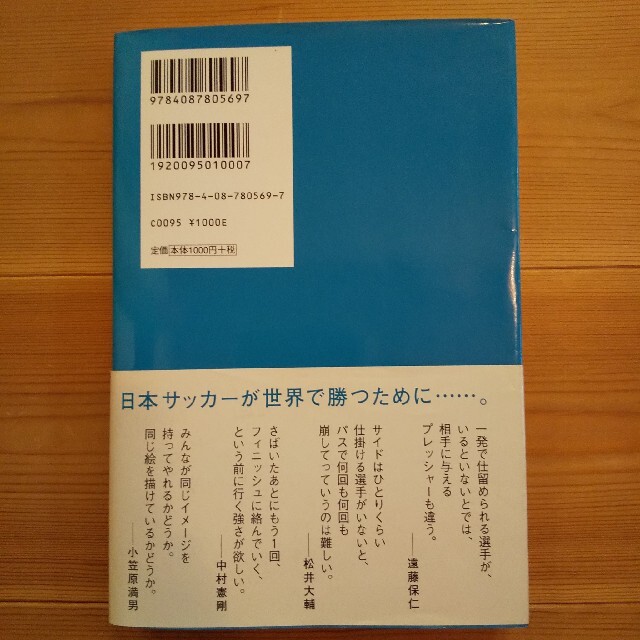 9784087805697
1920095010007
ISBN978-4-08-780569-7
C0095 ¥1000E
定価 本体1000円+税
日本サッカーが世界で勝つために……。
一発で仕留められる選手が、
いるといないとでは、
相手に与える
プレッシャーも違う。
——遠藤保仁
サイドはひとりくらい
仕掛ける選手がいないと、
パスで何回も何回も
崩してっていうのは難しい。
——松井大輔
さばいたあとにもう1回、
フィニッシュに絡んでいく、
という前に行く強さが欲しい。
——中村憲剛
みんなが同じイメージを
持ってやれるかどうか。
同じ絵を描けているかどうか。
——小笠原満男